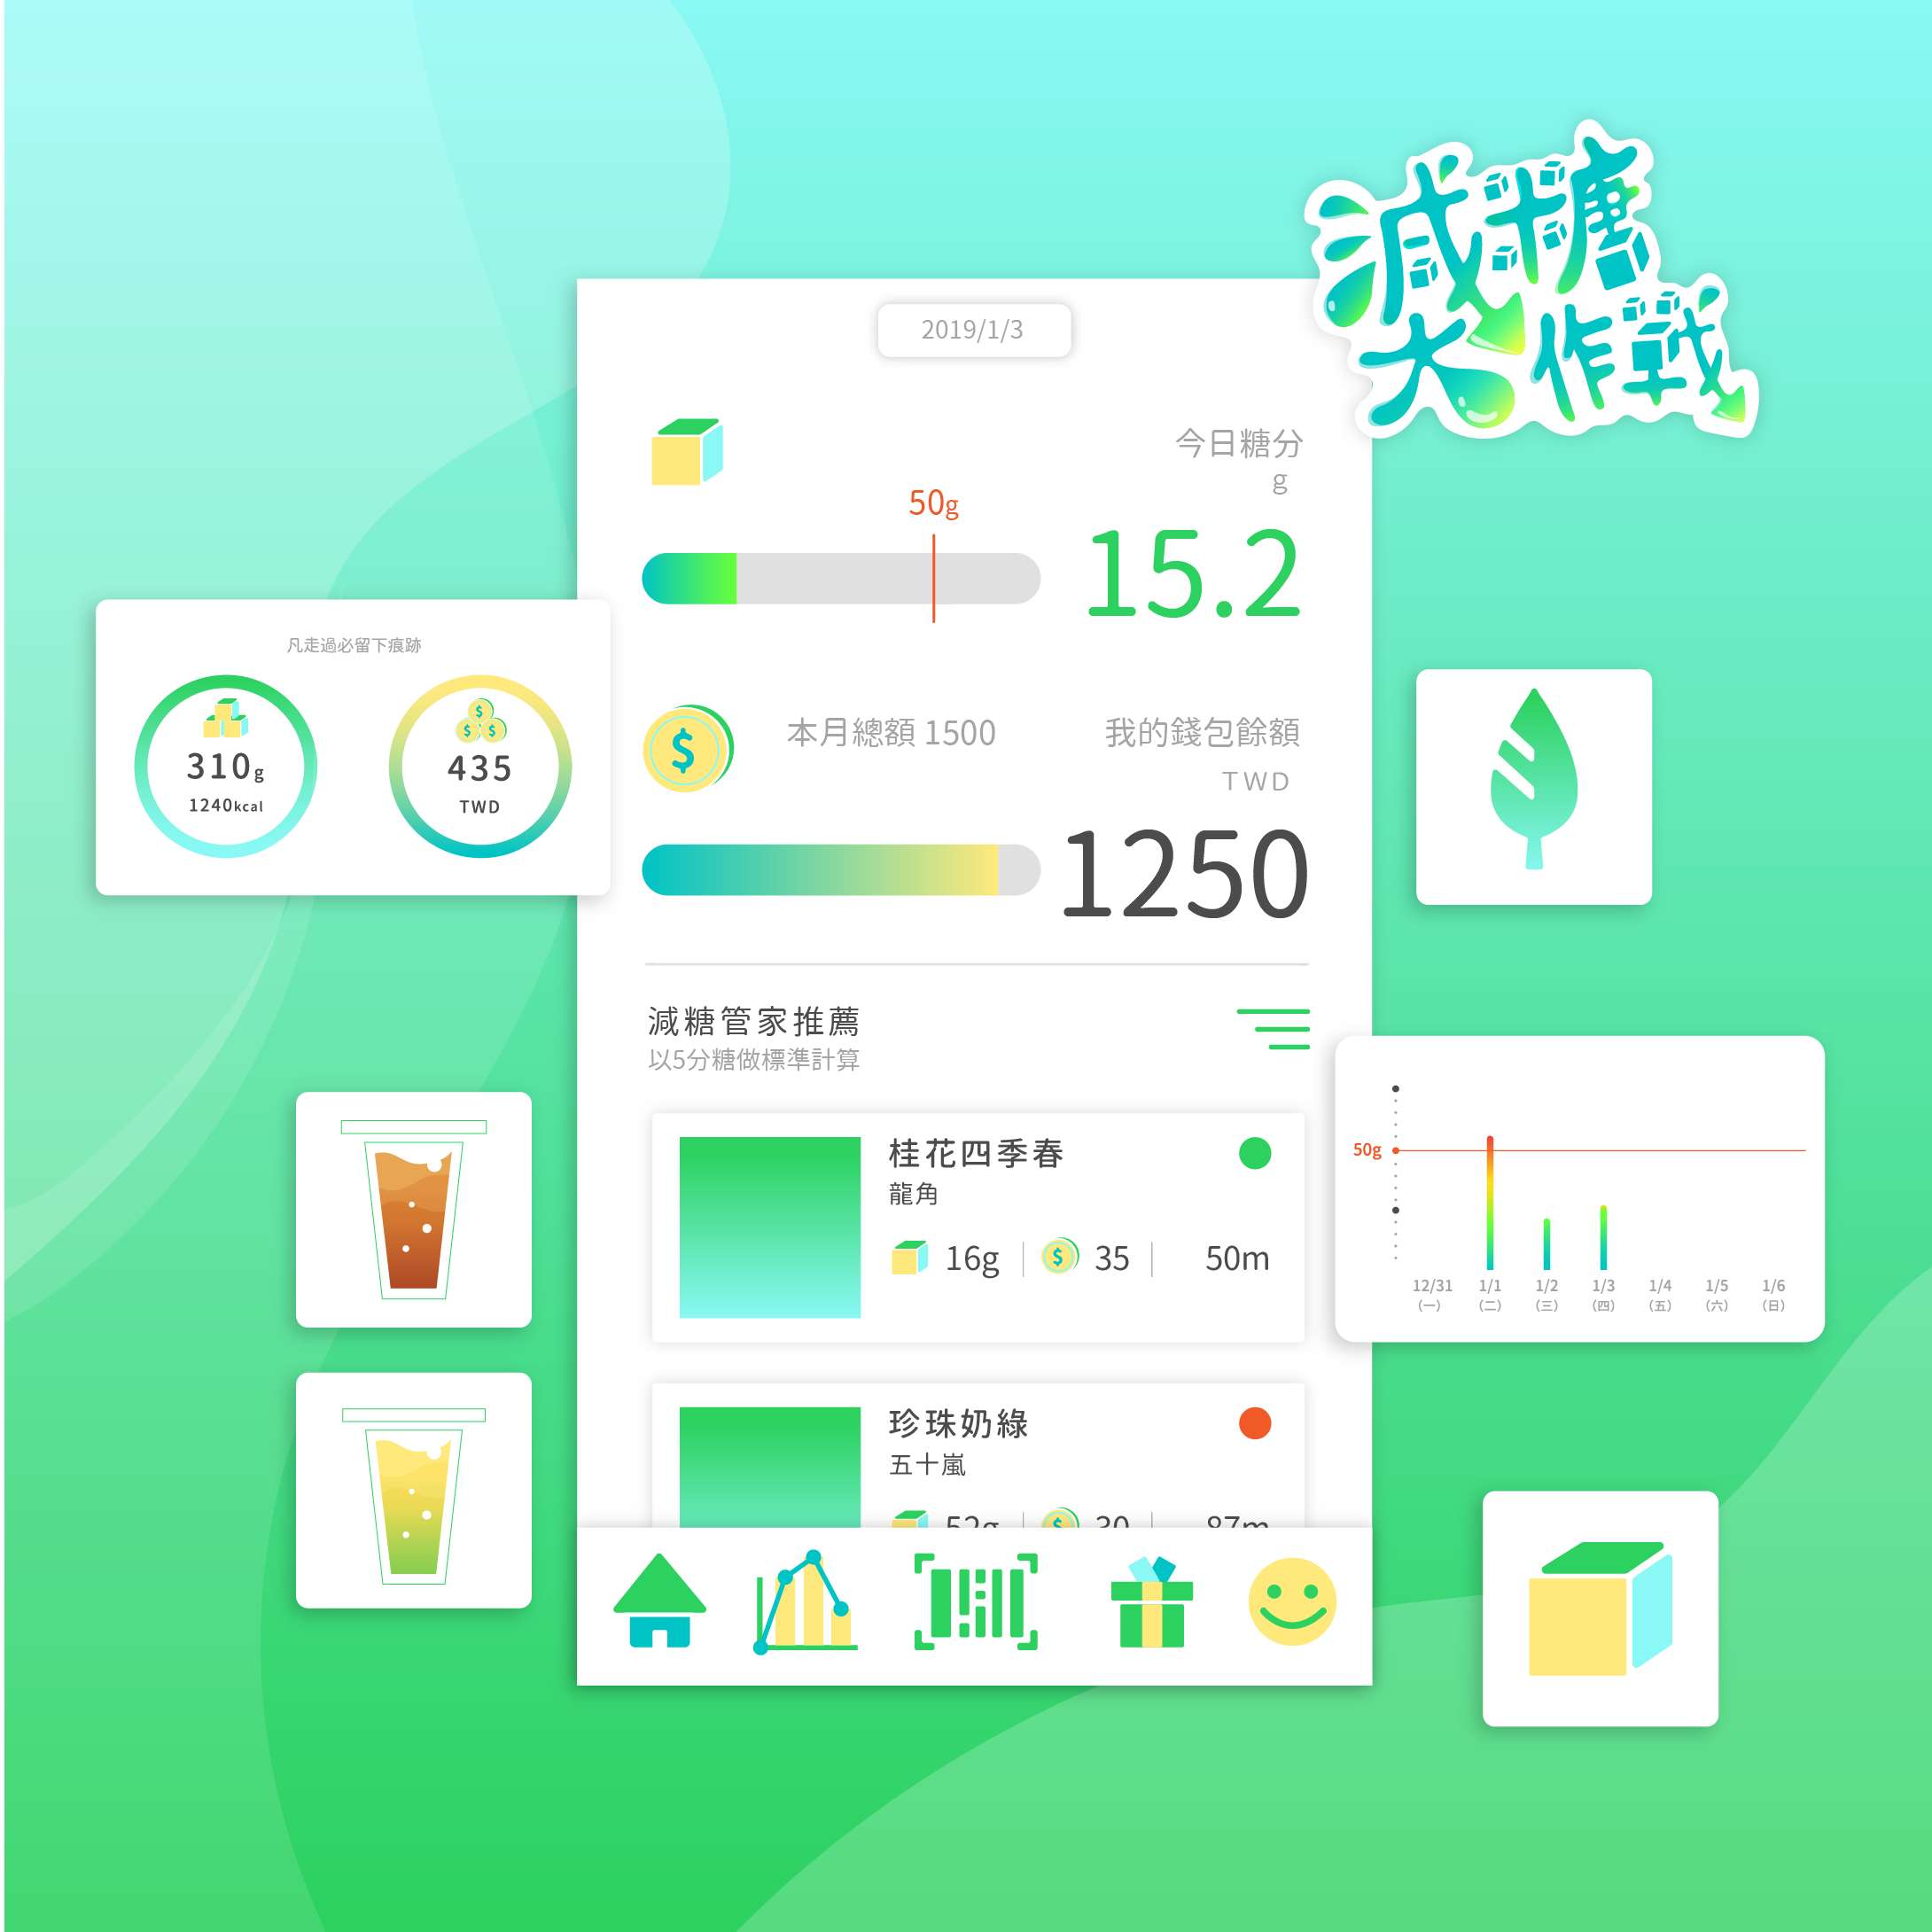 減糖
大作戰
2019/1/3
今日糖分
g
50g
15.2
本月總額 1500
我的錢包餘額
TWD
1250
凡走過必留下痕跡
310g
1240kcal
$
$ $
435
TWD
$
減糖管家推薦
以5分糖做標準計算
桂花四季春
龍角
16g $ 35 50m
珍珠奶綠
五十嵐
52g $ 30 87m
50g
12/31 1/1 1/2 1/3 1/4 1/5 1/6
(一) (二) (三) (四) (五) (六) (日)